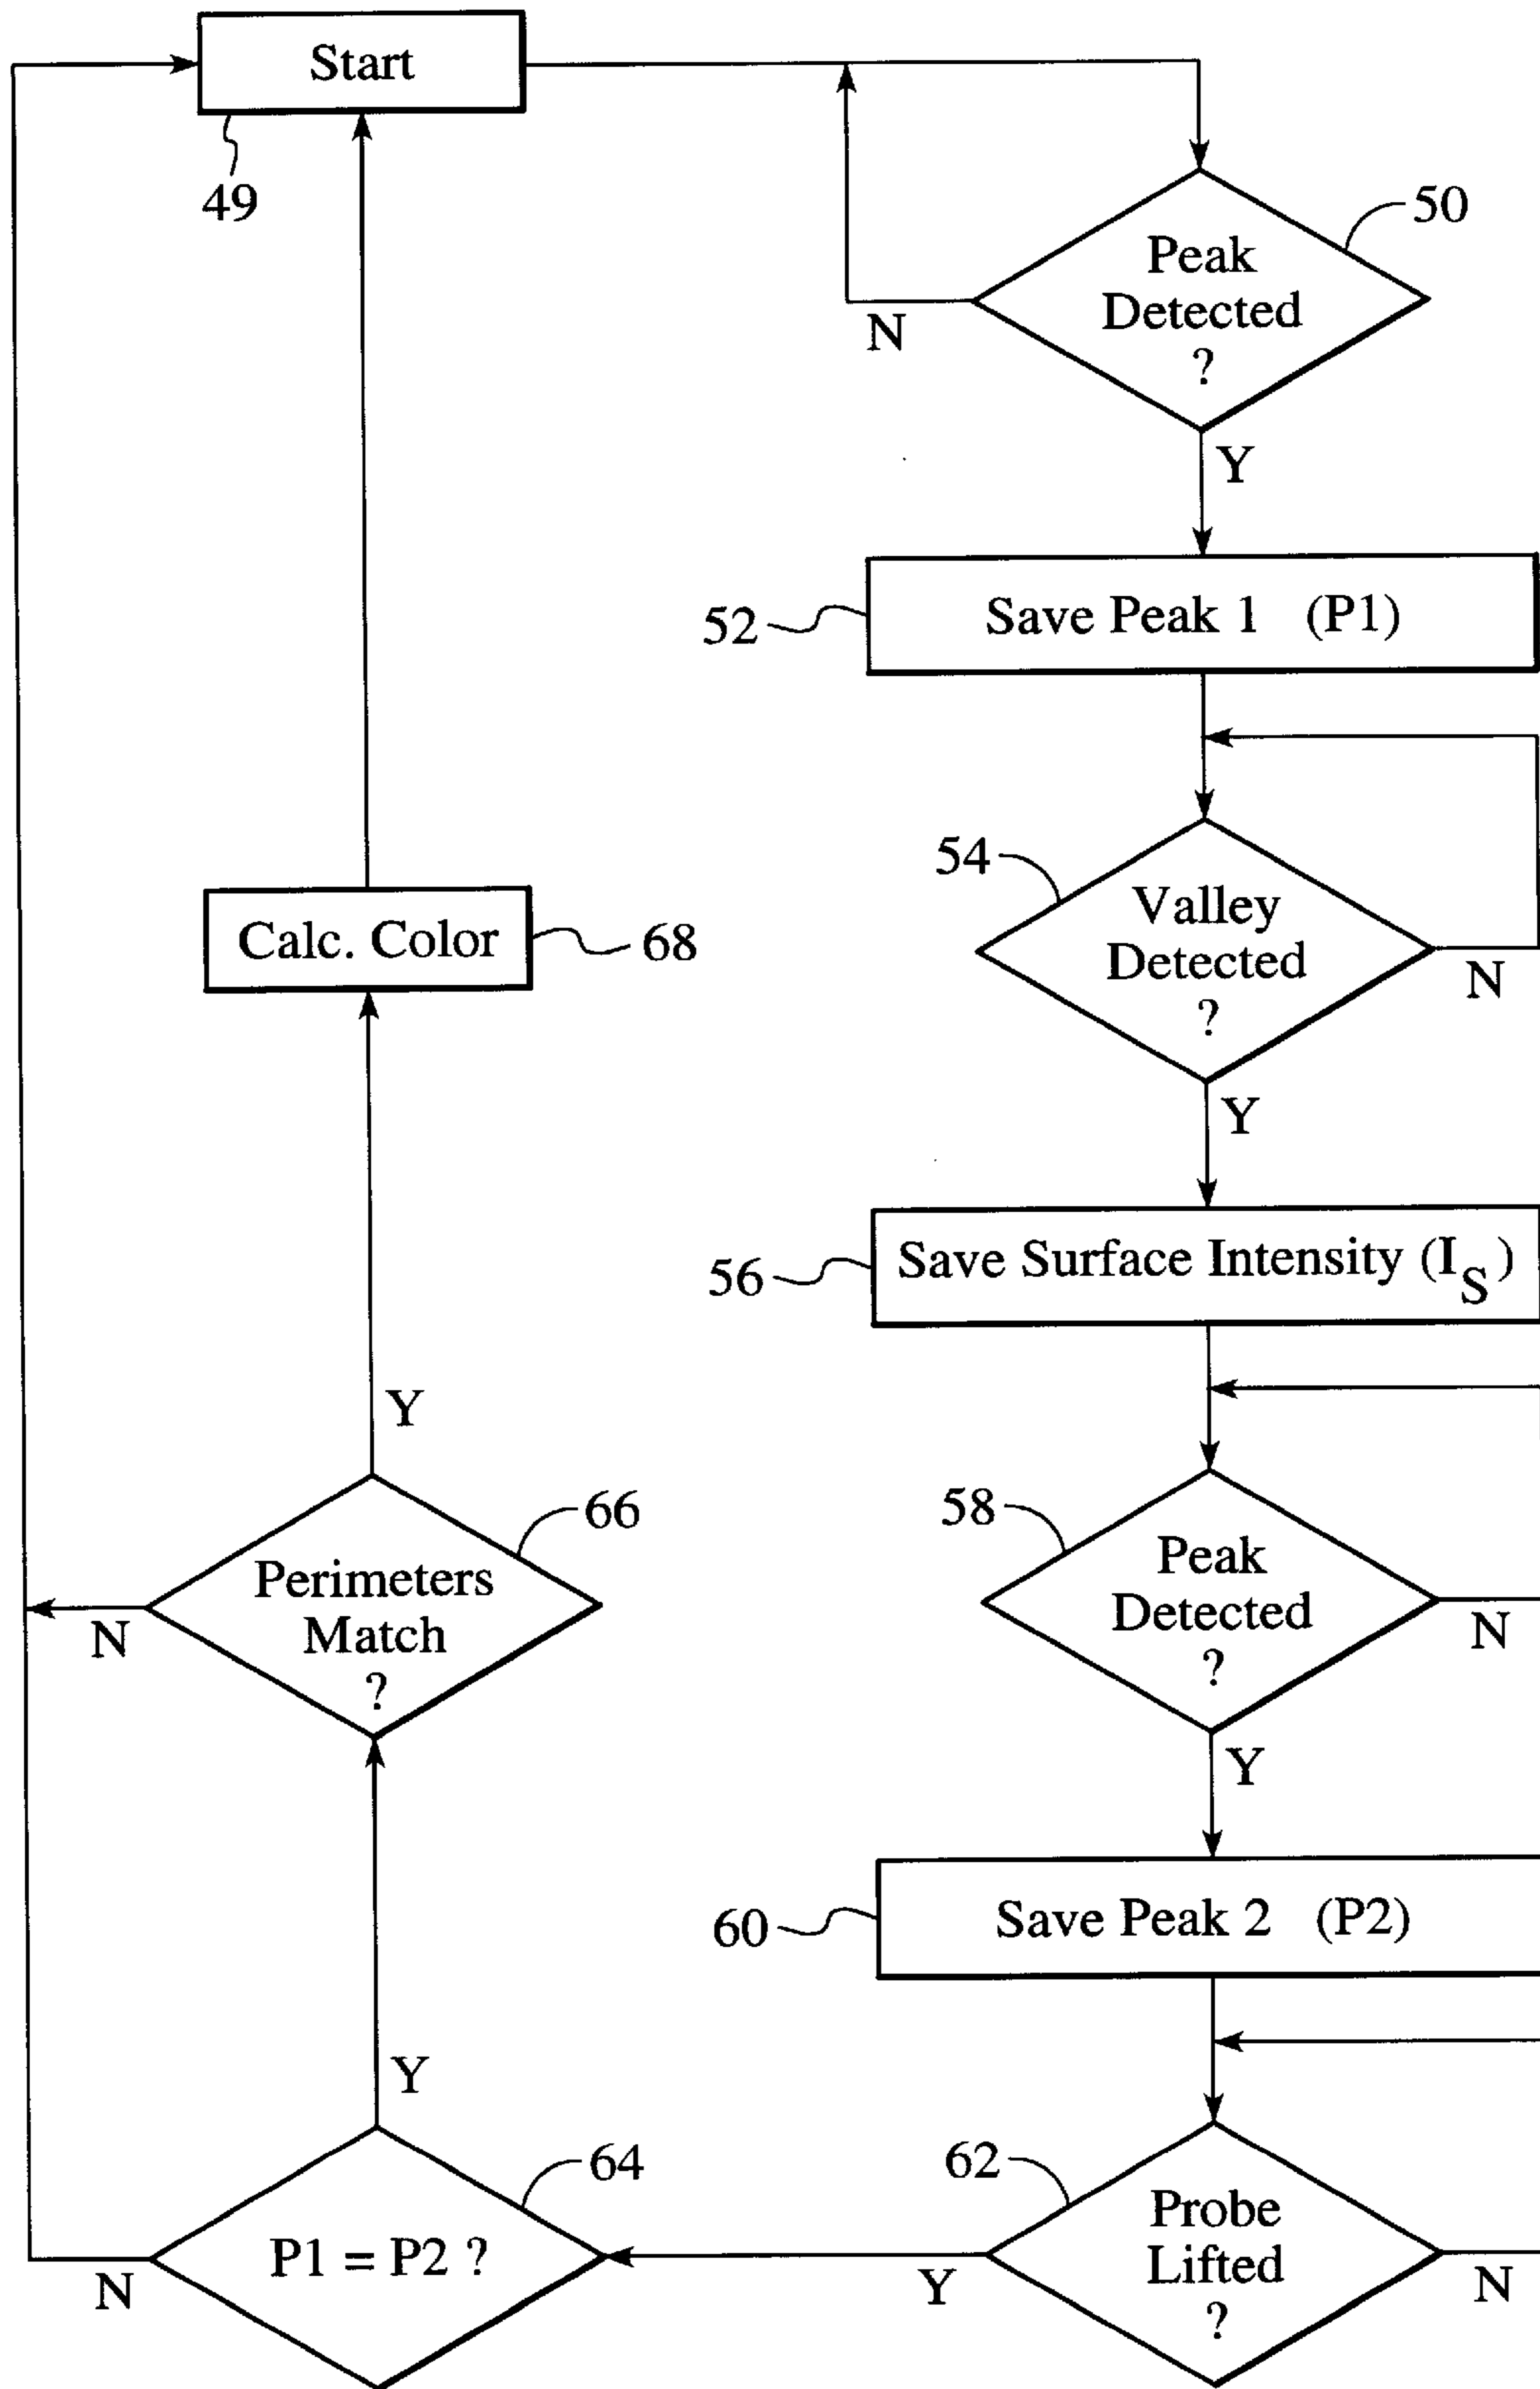 Start
49
Peak
Detected
?
50
N
Y
Save Peak 1 (P1)
52
54
Valley
Detected
?
N
Y
Calc. Color
68
Save Surface Intensity (IS)
56
58
Peak
Detected
?
N
Y
66
Perimeters
Match
?
N
Y
Save Peak 2 (P2)
60
62
Probe
Lifted
?
N
Y
64
P1 = P2 ?
N
Y